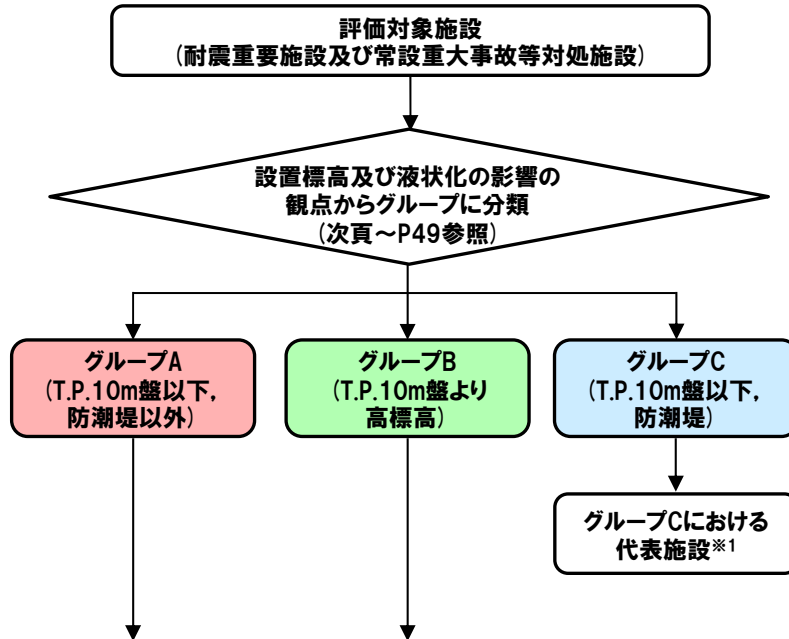 評価対象施設
(耐震重要施設及び常設重大事故等対処施設)
設置標高及び液状化の影響の
観点からグループに分類
(次頁～P49参照)
グループA
(T.P.10m盤以下,
防潮堤以外)
グループB
(T.P.10m盤より
高標高)
グループC
(T.P.10m盤以下,
防潮堤)
グループCにおける
代表施設※1